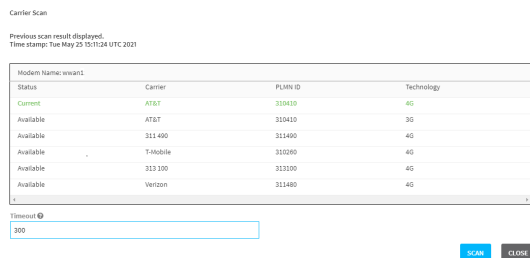 Carrier Scan
Previous scan result displayed.
Time stamp: Tue May 25 15:11:24 UTC 2021
Modem Name: wwan1
Status Carrier PLMN ID Technology
Current AT&T 310410 4G
Available AT&T 310410 3G
Available 311 490 311490 4G
Available T-Mobile 310260 4G
Available 313 100 313100 4G
Available Verizon 311480 4G
Timeout
300
SCAN CLOSE